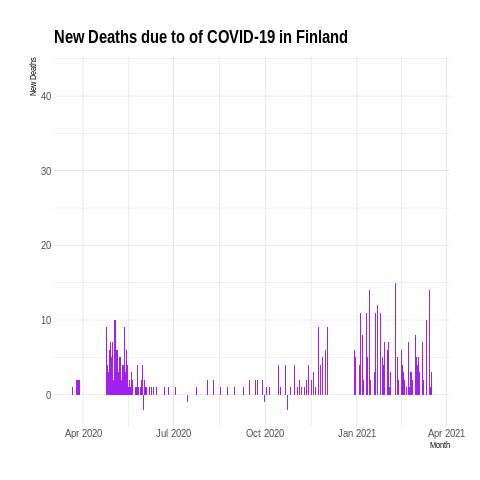 New Deaths due to of COVID-19 in Finland
New Deaths
40
30
20
10
0
Apr 2020
Jul 2020
Oct 2020
Jan 2021
Apr 2021
Month